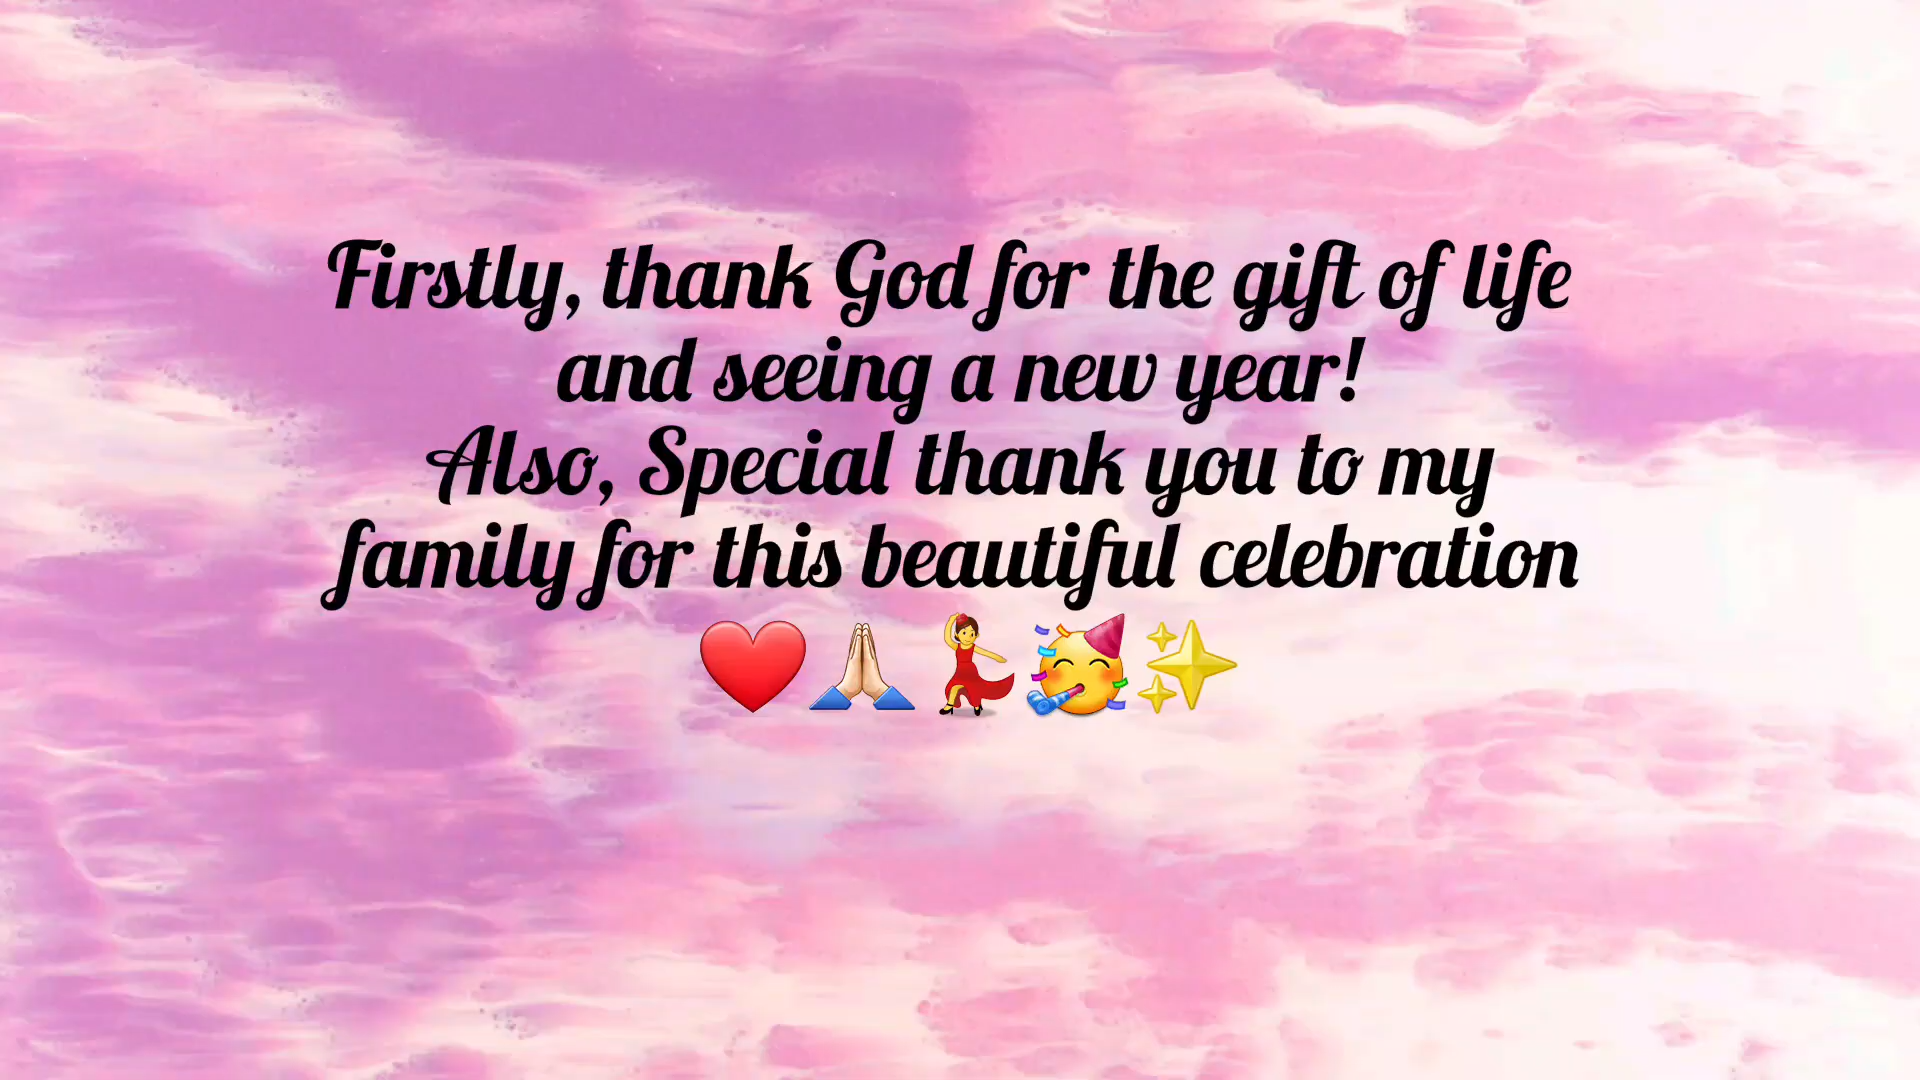 Firstly, thank God for the gift of life
and seeing a new year!
Also, Special thank you to my
family for this beautiful celebration
❤️🙏🏻💃🥳✨